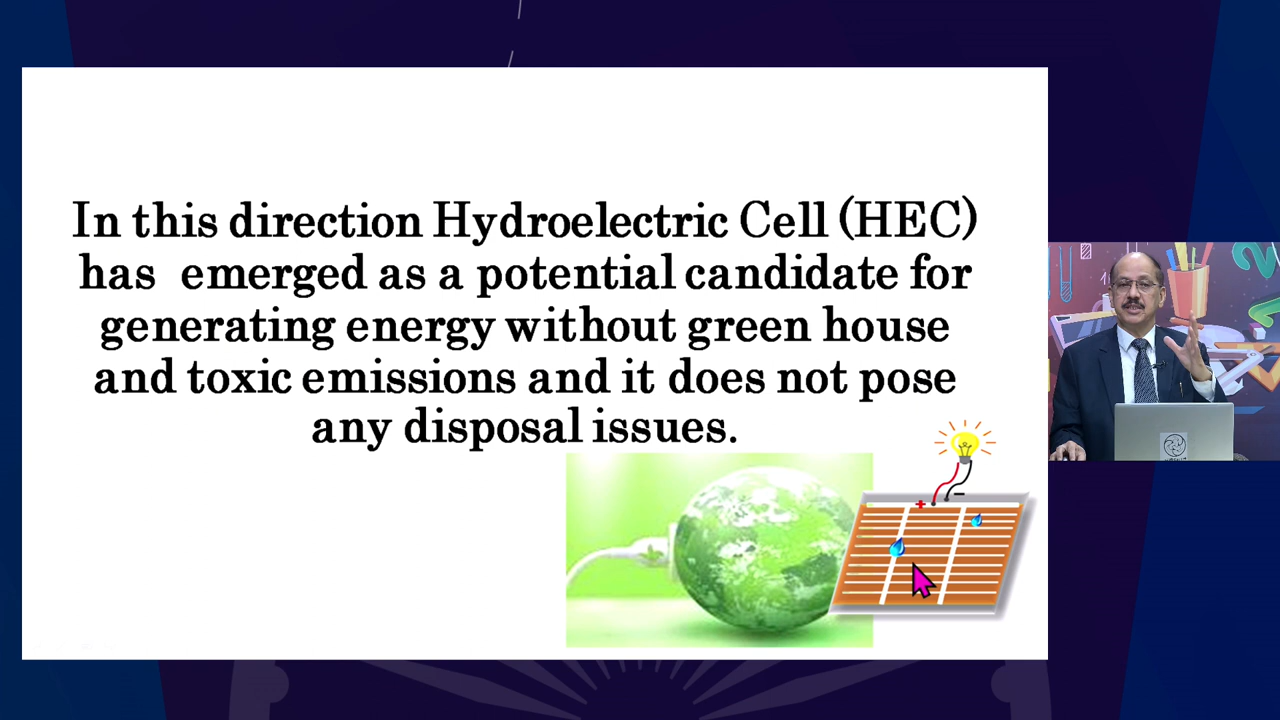 In this direction Hydroelectric Cell (HEC)
has emerged as a potential candidate for
generating energy without green house
and toxic emissions and it does not pose
any disposal issues.
+ −